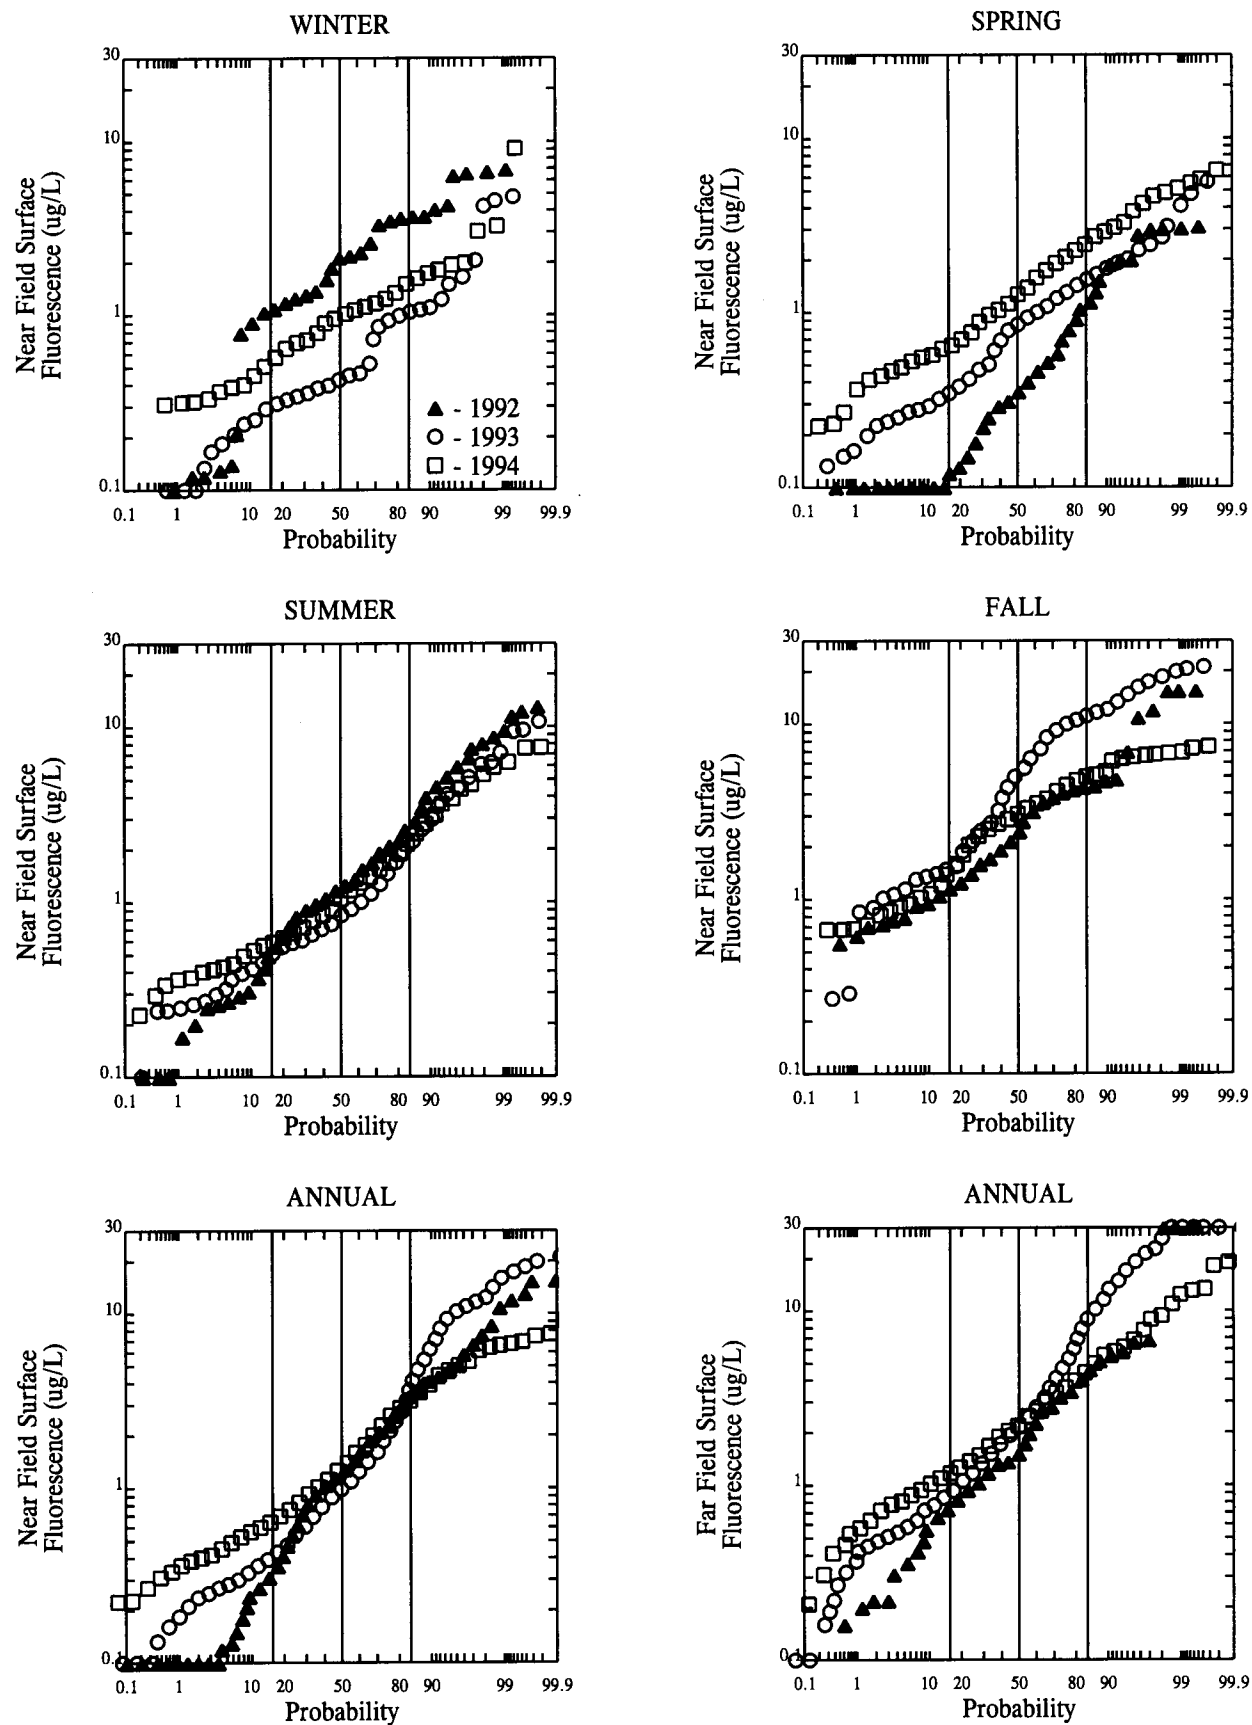 WINTER
30
10
1
0.1
Near Field Surface
Fluorescence (ug/L)
▲ - 1992
○ - 1993
□ - 1994
0.1 1 10 20 50 80 90 99 99.9
Probability
SPRING
30
10
1
0.1
Near Field Surface
Fluorescence (ug/L)
0.1 1 10 20 50 80 90 99 99.9
Probability
SUMMER
30
10
1
0.1
Near Field Surface
Fluorescence (ug/L)
0.1 1 10 20 50 80 90 99 99.9
Probability
FALL
30
10
1
0.1
Near Field Surface
Fluorescence (ug/L)
0.1 1 10 20 50 80 90 99 99.9
Probability
ANNUAL
30
10
1
0.1
Near Field Surface
Fluorescence (ug/L)
0.1 1 10 20 50 80 90 99 99.9
Probability
ANNUAL
30
10
1
0.1
Far Field Surface
Fluorescence (ug/L)
0.1 1 10 20 50 80 90 99 99.9
Probability